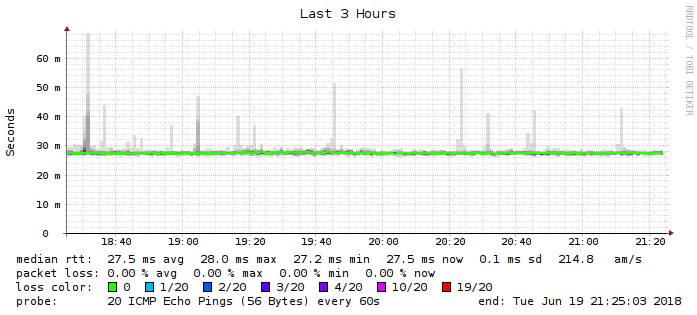 Last 3 Hours
RRDTOOL / TOBI OETIKER
Seconds
60 m
50 m
40 m
30 m
20 m
10 m
0
18:40 19:00 19:20 19:40 20:00 20:20 20:40 21:00 21:20
median rtt: 27.5 ms avg 28.0 ms max 27.2 ms min 27.5 ms now 0.1 ms sd 214.8 am/s
packet loss: 0.00 % avg 0.00 % max 0.00 % min 0.00 % now
loss color: 0 1/20 2/20 3/20 4/20 10/20 19/20
probe: 20 ICMP Echo Pings (56 Bytes) every 60s end: Tue Jun 19 21:25:03 2018